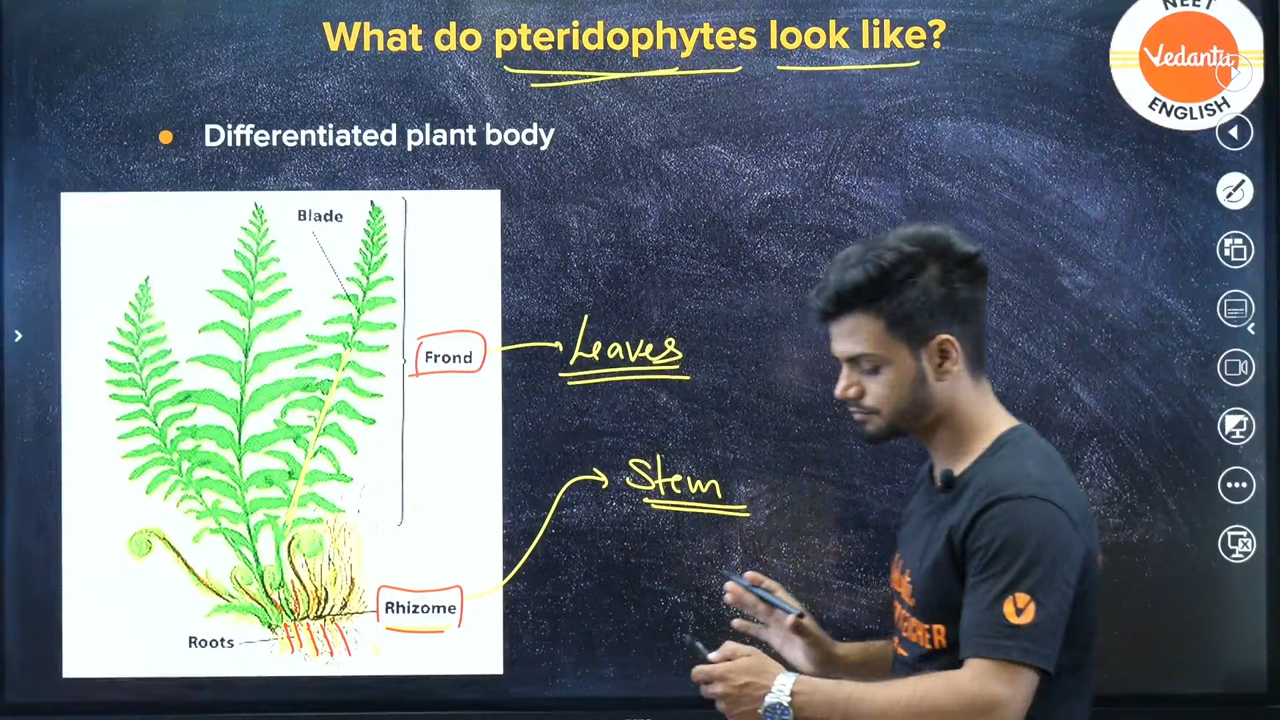 What do pteridophytes look like?
NEET
Vedantu
ENGLISH
Differentiated plant body
Blade
Frond
Leaves
Stem
Rhizome
Roots